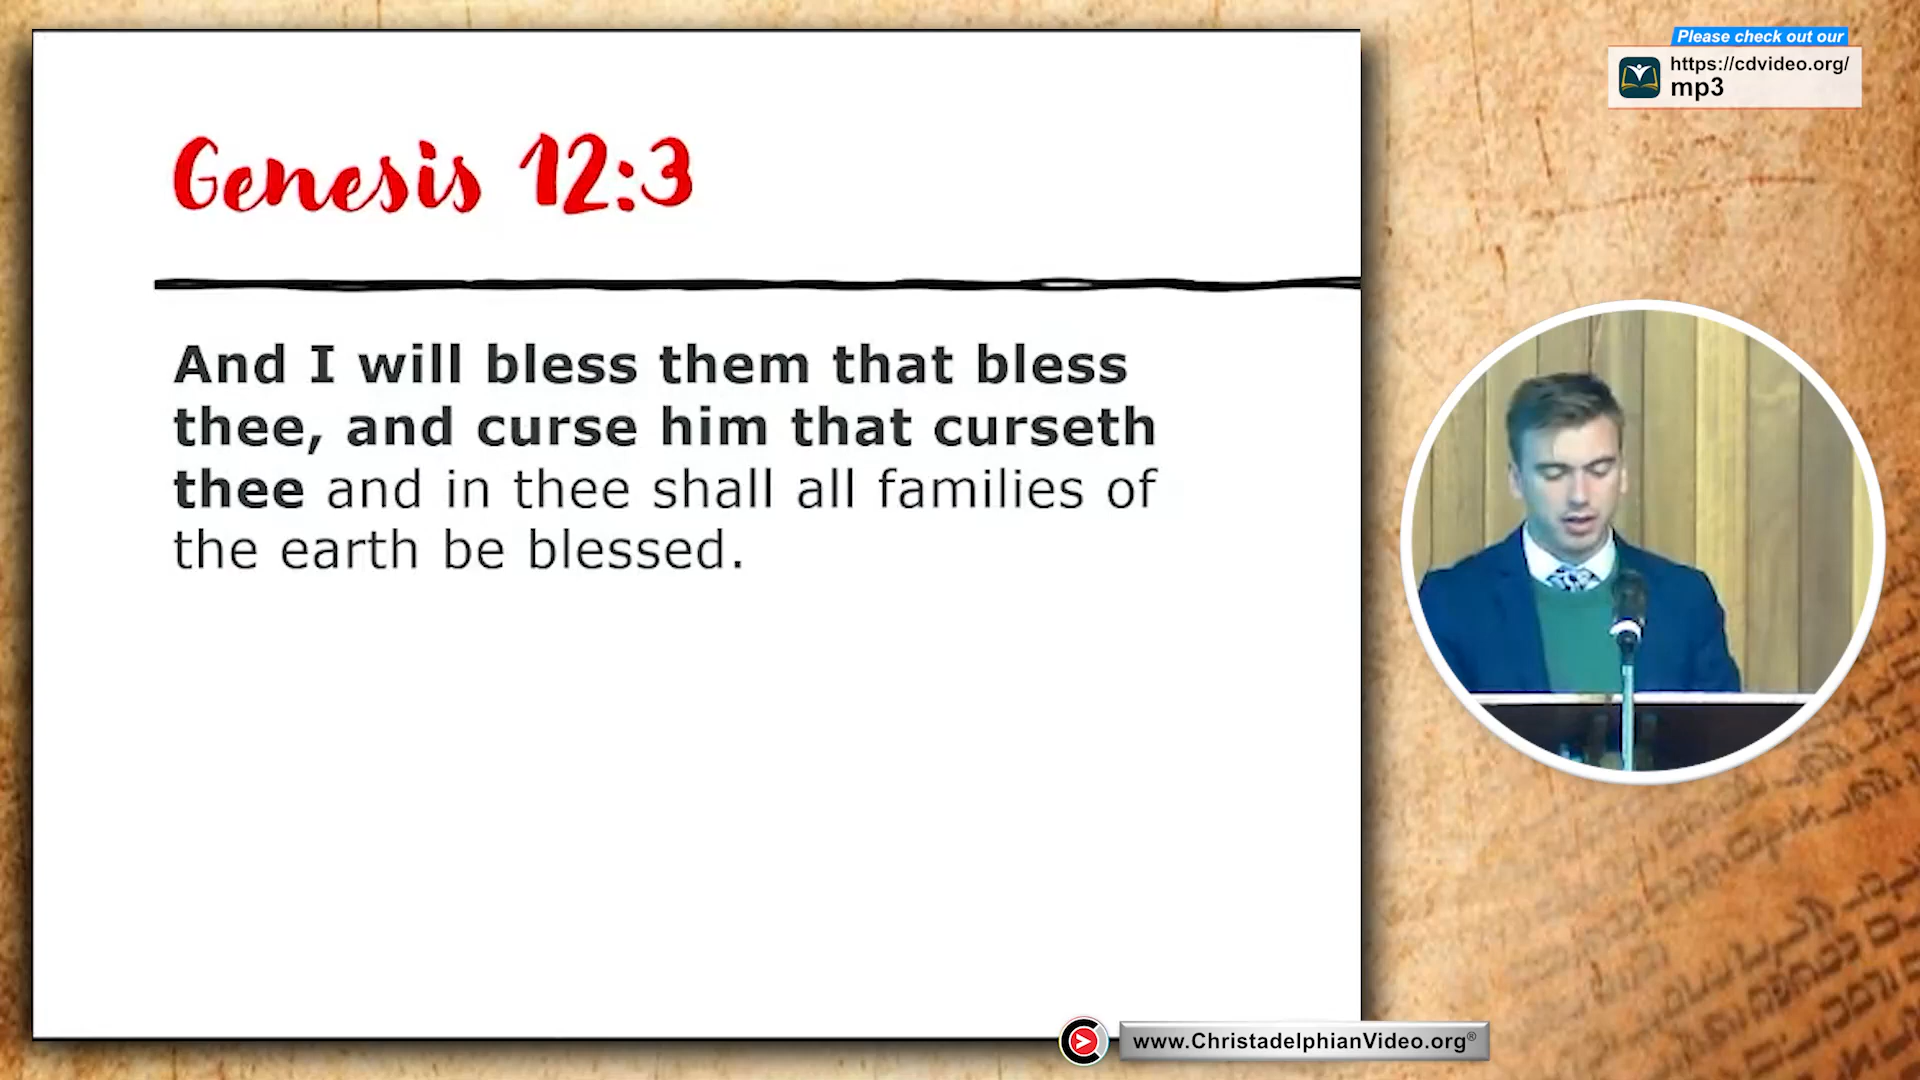 Please check out our
https://cdvideo.org/
mp3
Genesis 12:3
And I will bless them that bless
thee, and curse him that curseth
thee and in thee shall all families of
the earth be blessed.
www.ChristadelphianVideo.org®